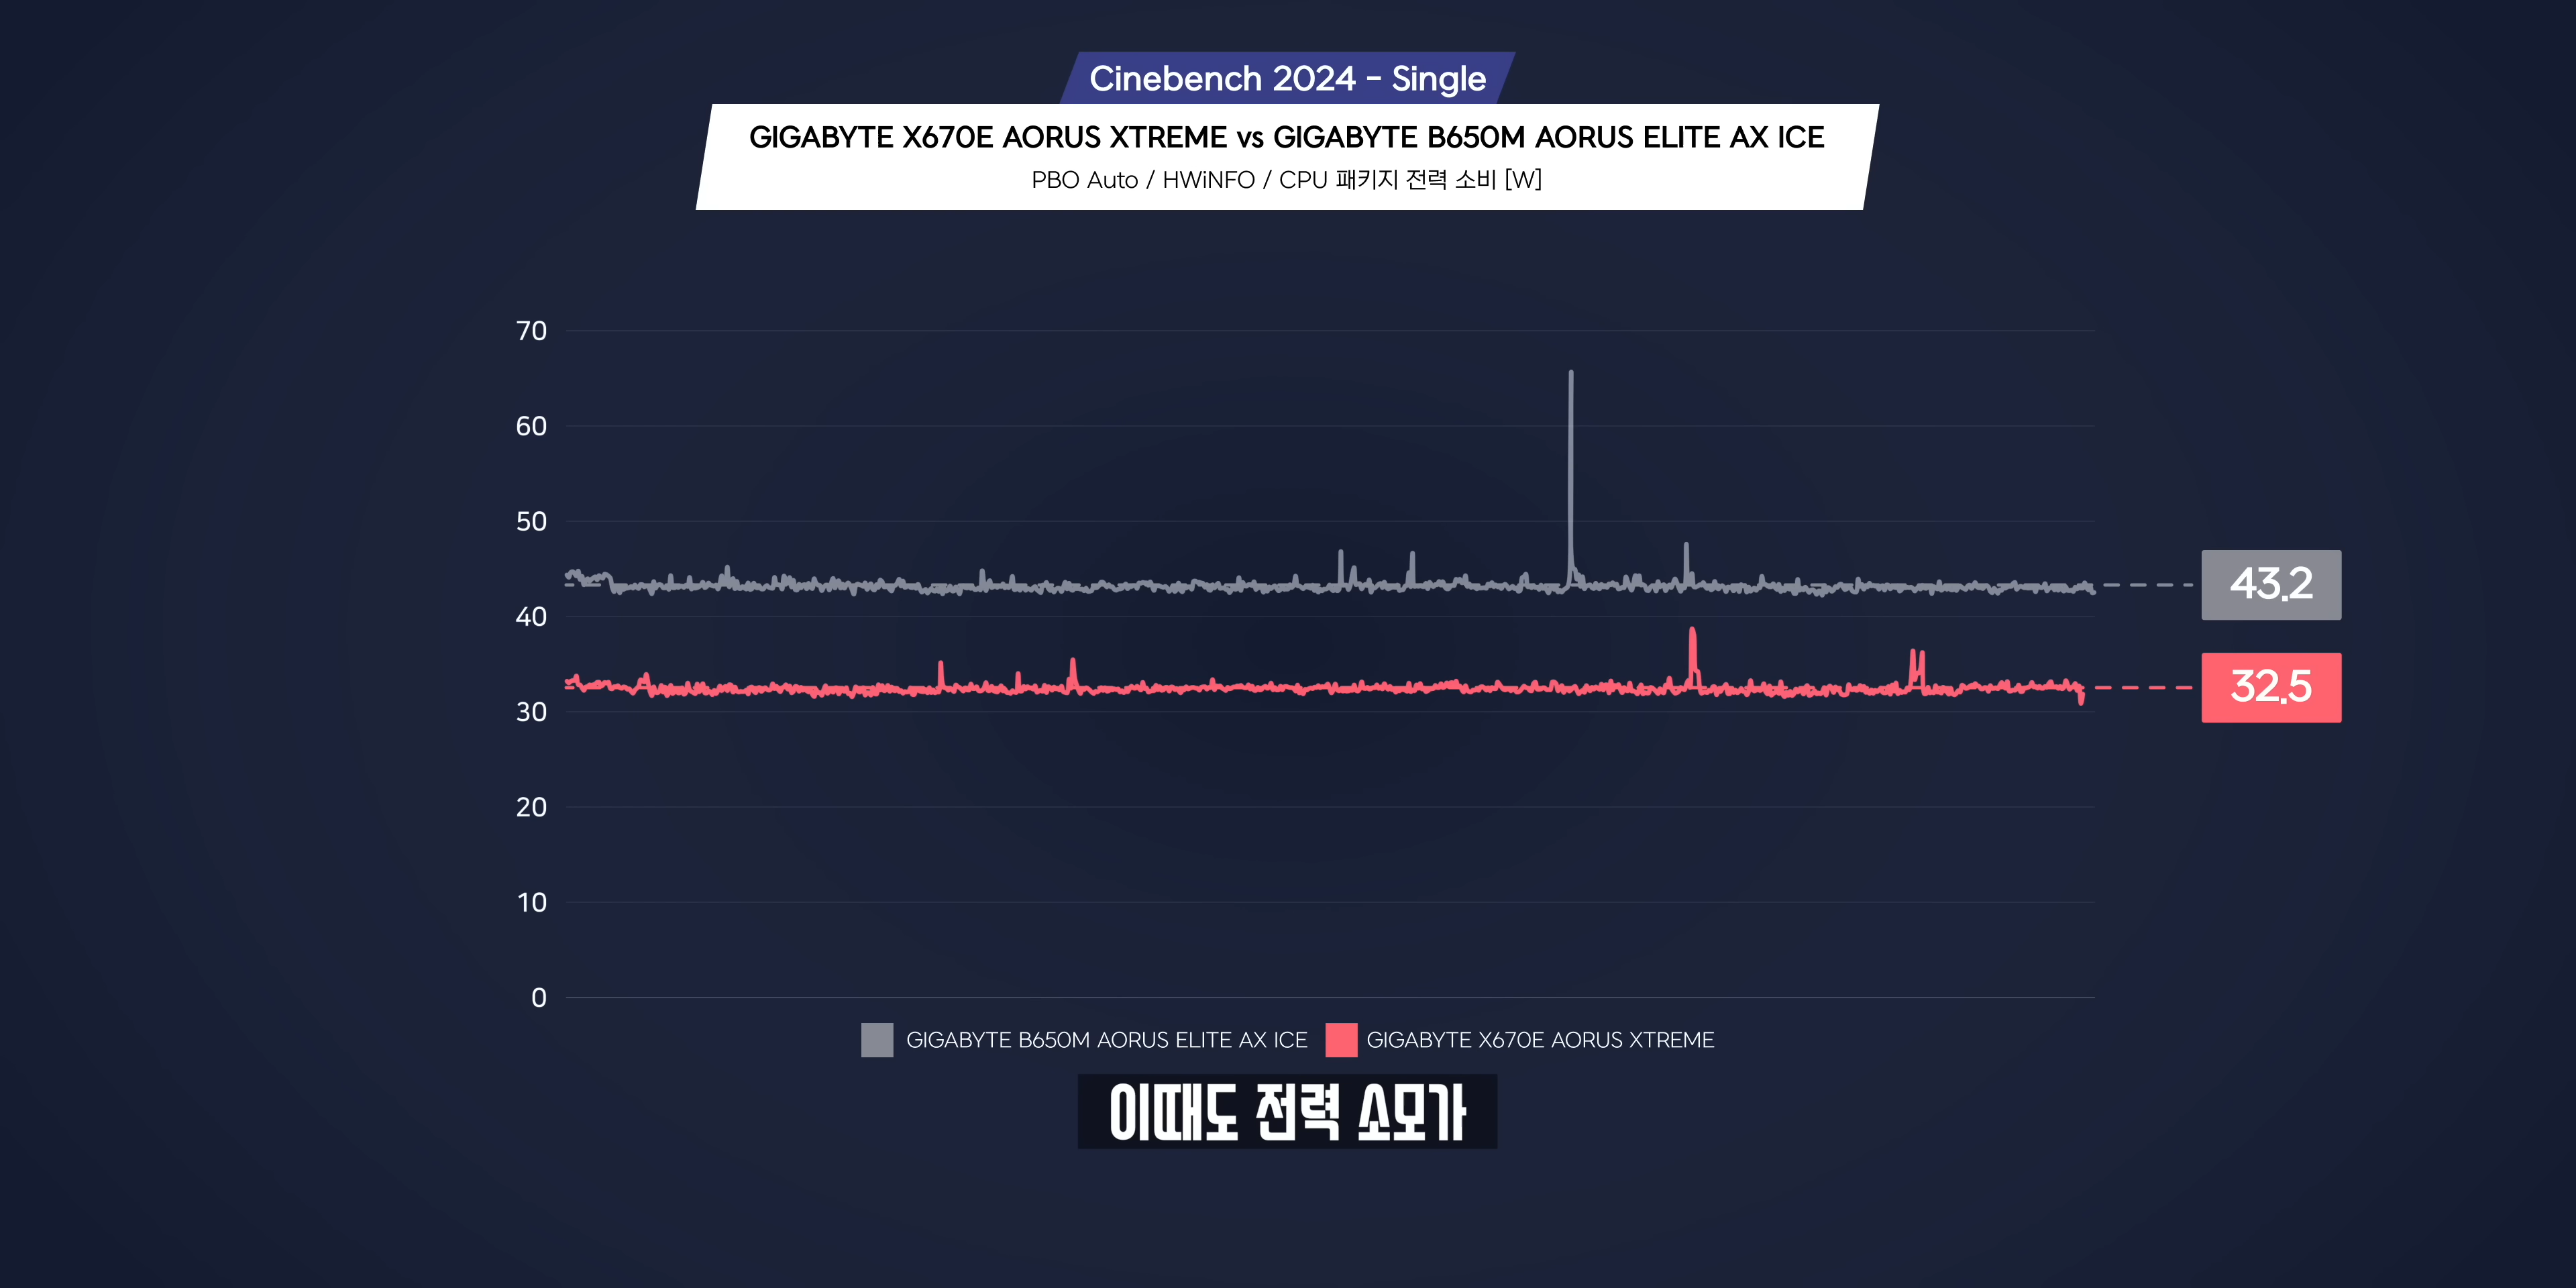 Cinebench 2024 - Single
GIGABYTE X670E AORUS XTREME vs GIGABYTE B650M AORUS ELITE AX ICE
PBO Auto / HWiNFO / CPU 패키지 전력 소비 [W]
70
60
50
40
30
20
10
0
43.2
32.5
GIGABYTE B650M AORUS ELITE AX ICE
GIGABYTE X670E AORUS XTREME
이때도 전력 소모가